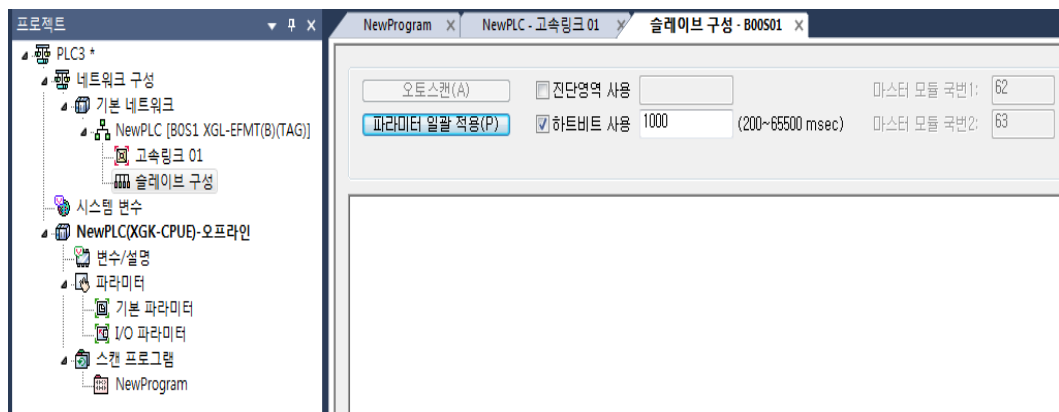 프로젝트
PLC3 *
네트워크 구성
기본 네트워크
NewPLC [B0S1 XGL-EFMT(B)(TAG)]
고속링크 01
슬레이브 구성
시스템 변수
NewPLC(XGK-CPUE)-오프라인
변수/설명
파라미터
기본 파라미터
I/O 파라미터
스캔 프로그램
NewProgram
NewProgram
NewPLC - 고속링크 01
슬레이브 구성 - B00S01
오토스캔(A)
진단영역 사용
마스터 모듈 국번1: 62
파라미터 일괄 적용(P)
하트비트 사용 1000 (200~65500 msec)
마스터 모듈 국번2: 63